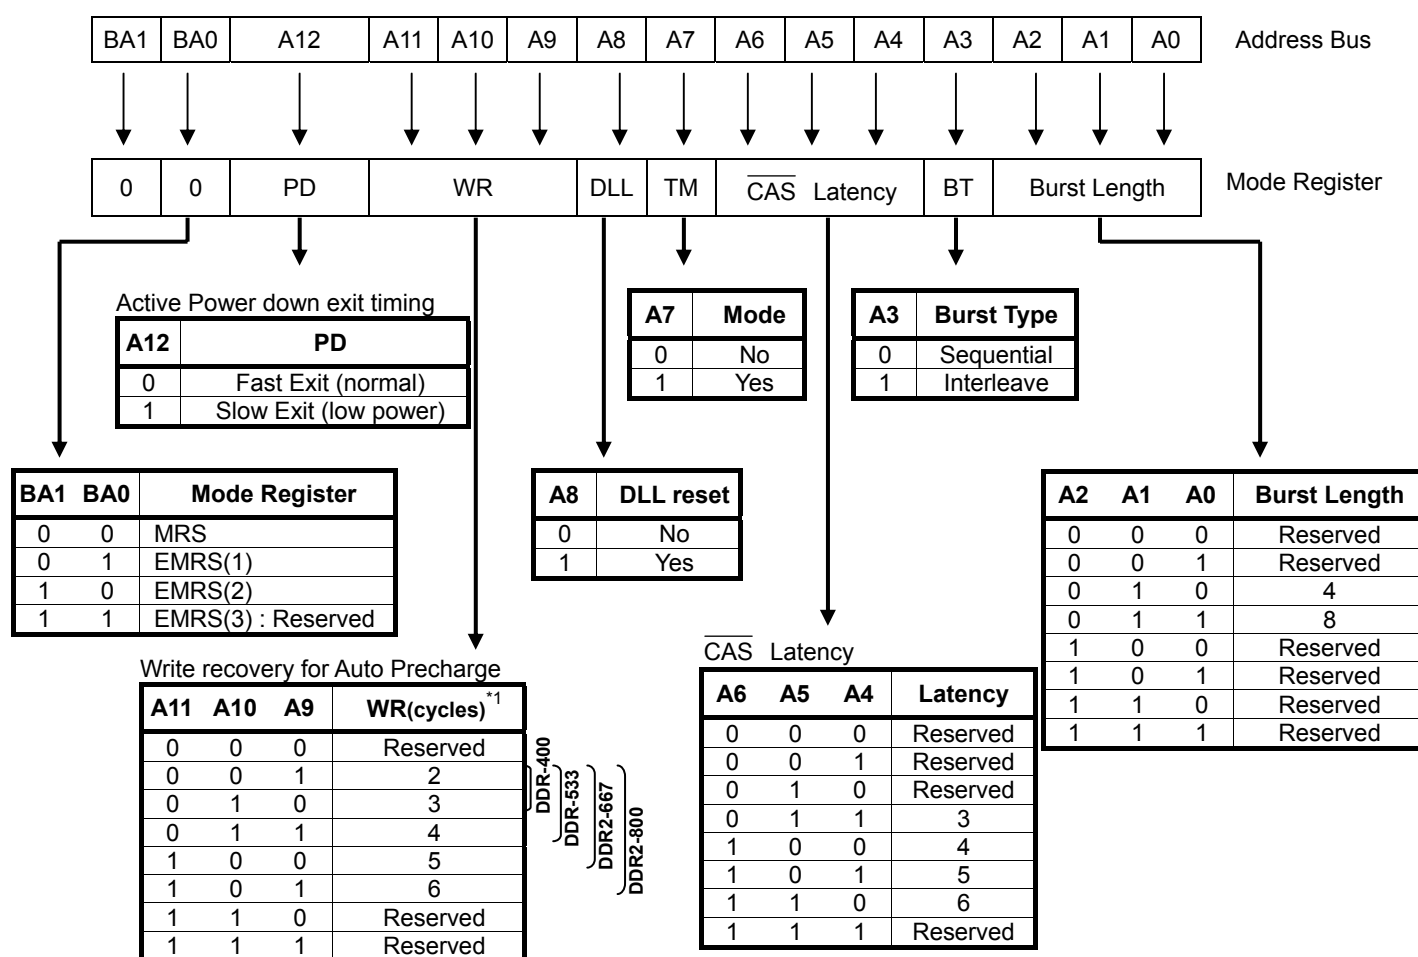 BA1 BA0 A12 A11 A10 A9 A8 A7 A6 A5 A4 A3 A2 A1 A0 Address Bus
0 0 PD WR DLL TM CAS Latency BT Burst Length Mode Register
Active Power down exit timing
A12 PD
0 Fast Exit (normal)
1 Slow Exit (low power)
A7 Mode
0 No
1 Yes
A3 Burst Type
0 Sequential
1 Interleave
BA1 BA0 Mode Register
0 0 MRS
0 1 EMRS(1)
1 0 EMRS(2)
1 1 EMRS(3) : Reserved
A8 DLL reset
0 No
1 Yes
A2 A1 A0 Burst Length
0 0 0 Reserved
0 0 1 Reserved
0 1 0 4
0 1 1 8
1 0 0 Reserved
1 0 1 Reserved
1 1 0 Reserved
1 1 1 Reserved
Write recovery for Auto Precharge
A11 A10 A9 WR(cycles)*1
0 0 0 Reserved
0 0 1 2
0 1 0 3
0 1 1 4
1 0 0 5
1 0 1 6
1 1 0 Reserved
1 1 1 Reserved
DDR-400
DDR-533
DDR2-667
DDR2-800
CAS Latency
A6 A5 A4 Latency
0 0 0 Reserved
0 0 1 Reserved
0 1 0 Reserved
0 1 1 3
1 0 0 4
1 0 1 5
1 1 0 6
1 1 1 Reserved